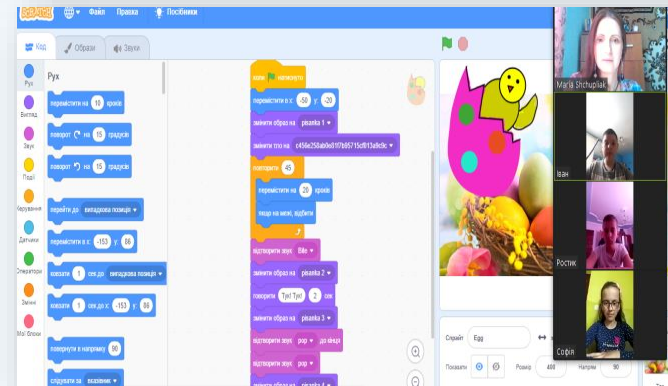 SCRATCH
Файл
Правка
Посібники
Код
Образи
Звуки
Рух
Рух
Вигляд
Звук
Події
Керування
Датчики
Оператори
Змінні
Мої блоки
перемістити на 10 кроків
поворот на 15 градусів
поворот на 15 градусів
перейти до випадкова позиція
перемістити в x: -153 y: 86
ковзати 1 сек до випадкова позиція
ковзати 1 сек до x: -153 y: 86
повернути в напрямку 90
слідувати за вказівник
коли натиснуто
перемістити в x: -50 y: -20
змінити образ на pisanka 1
змінити тло на
повторити 45
перемістити на 20 кроків
якщо на межі, відбити
відтворити звук Bite
змінити образ на pisanka 2
говорити Тук! Тук! 2 сек
змінити образ на pisanka 3
відтворити звук pop до кінця
відтворити звук pop
змінити образ на pisanka 4
Спрайт Egg
Показати
Розмір 400
Напрям 90
Maria Shchupliak
Іван
Ростик
Софія